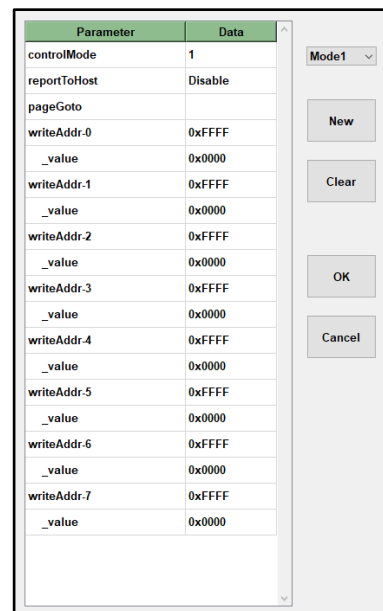 Parameter Data
controlMode 1
reportToHost Disable
pageGoto
writeAddr-0 0xFFFF
_value 0x0000
writeAddr-1 0xFFFF
_value 0x0000
writeAddr-2 0xFFFF
_value 0x0000
writeAddr-3 0xFFFF
_value 0x0000
writeAddr-4 0xFFFF
_value 0x0000
writeAddr-5 0xFFFF
_value 0x0000
writeAddr-6 0xFFFF
_value 0x0000
writeAddr-7 0xFFFF
_value 0x0000
Mode1
New
Clear
OK
Cancel